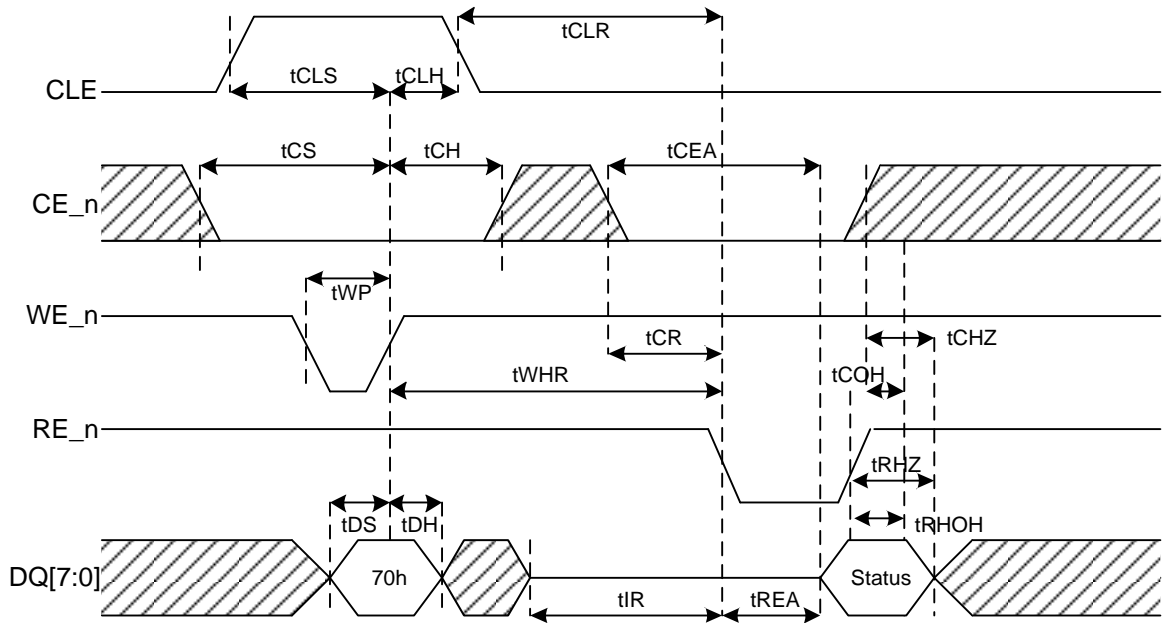 tCLR
tCLS
tCLH
CLE
tCS
tCH
tCEA
CE_n
tWP
WE_n
tCR
tCHZ
tWHR
tCOH
RE_n
tRHZ
tDS
tDH
tRHOH
DQ[7:0]
70h
Status
tIR
tREA